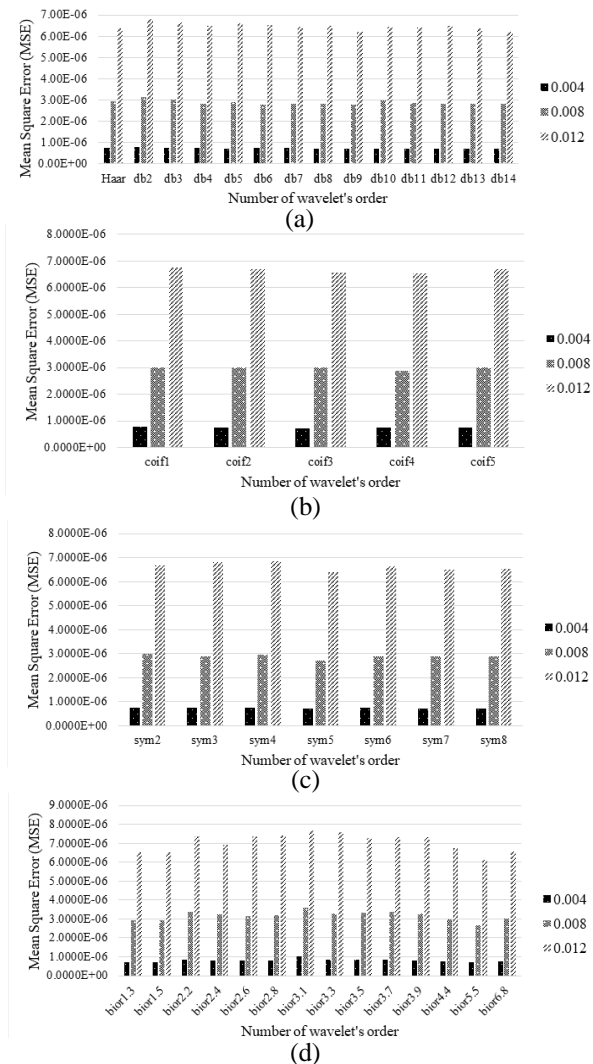 7.00E-06
6.00E-06
5.00E-06
4.00E-06
3.00E-06
2.00E-06
1.00E-06
0.00E+00
Mean Square Error (MSE)
Haar db2 db3 db4 db5 db6 db7 db8 db9 db10 db11 db12 db13 db14
Number of wavelet's order
0.004
0.008
0.012
(a)
8.0000E-06
7.0000E-06
6.0000E-06
5.0000E-06
4.0000E-06
3.0000E-06
2.0000E-06
1.0000E-06
0.0000E+00
Mean Square Error (MSE)
coif1 coif2 coif3 coif4 coif5
Number of wavelet's order
0.004
0.008
0.012
(b)
8.0000E-06
7.0000E-06
6.0000E-06
5.0000E-06
4.0000E-06
3.0000E-06
2.0000E-06
1.0000E-06
0.0000E+00
Mean Square Error (MSE)
sym2 sym3 sym4 sym5 sym6 sym7 sym8
Number of wavelet's order
0.004
0.008
0.012
(c)
9.0000E-06
8.0000E-06
7.0000E-06
6.0000E-06
5.0000E-06
4.0000E-06
3.0000E-06
2.0000E-06
1.0000E-06
0.0000E+00
Mean Square Error (MSE)
bior1.3 bior1.5 bior2.2 bior2.4 bior2.6 bior2.8 bior3.1 bior3.3 bior3.5 bior3.7 bior3.9 bior4.4 bior5.5 bior6.8
Number of wavelet's order
0.004
0.008
0.012
(d)